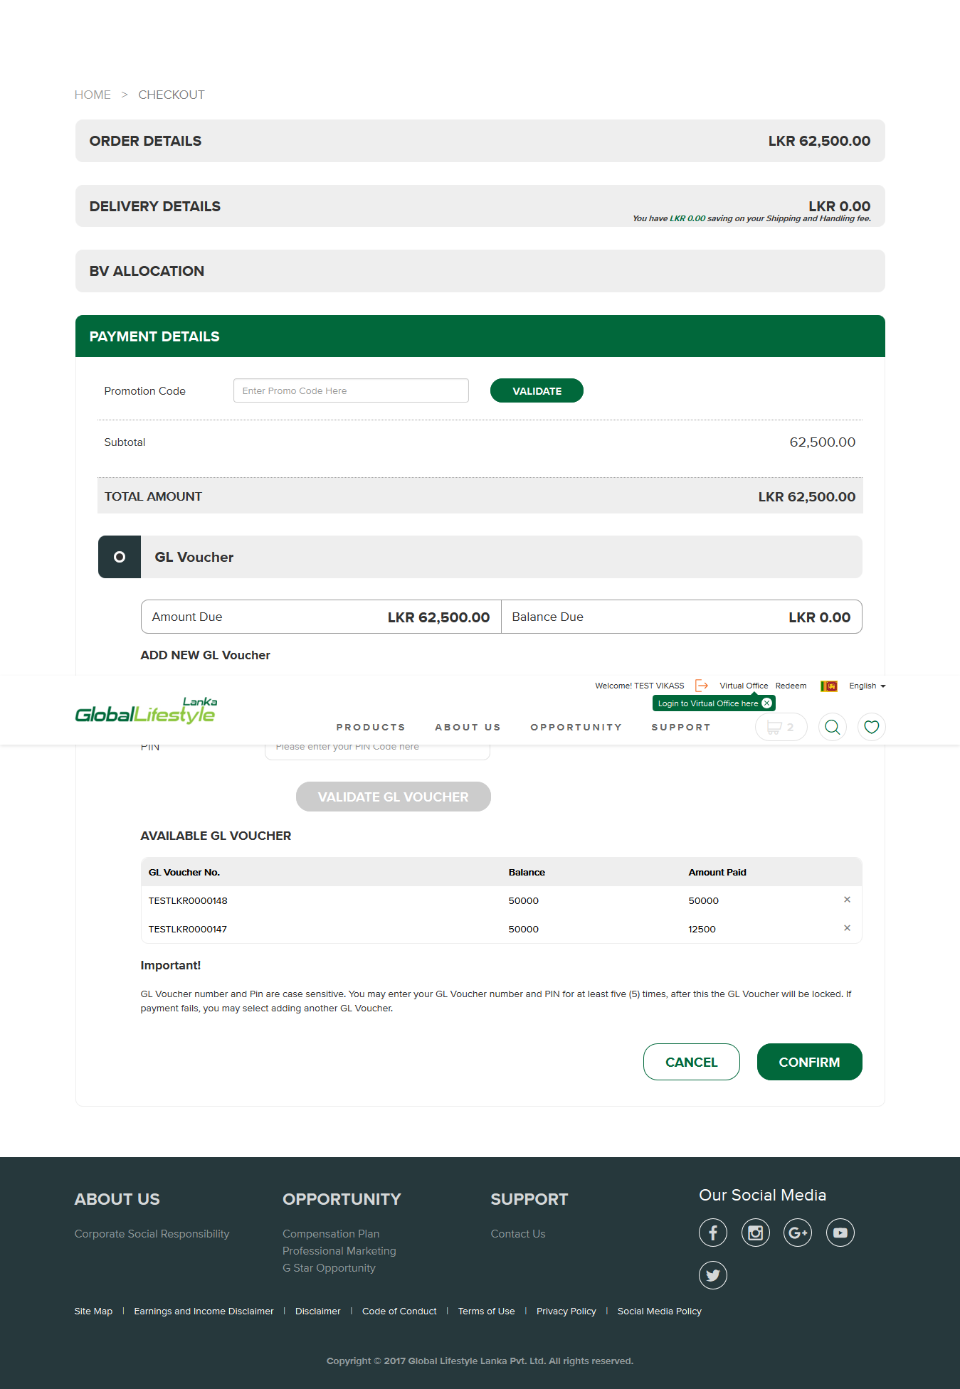 HOME > CHECKOUT
ORDER DETAILS LKR 62,500.00
DELIVERY DETAILS LKR 0.00
You have LKR 0.00 saving on your Shipping and Handling fee.
BV ALLOCATION
PAYMENT DETAILS
Promotion Code Enter Promo Code Here VALIDATE
Subtotal 62,500.00
TOTAL AMOUNT LKR 62,500.00
GL Voucher
Amount Due LKR 62,500.00 Balance Due LKR 0.00
ADD NEW GL Voucher
Welcome! TEST VIKASS Virtual Office Redeem English
Login to Virtual Office here
Lanka
GlobalLifestyle
PRODUCTS ABOUT US OPPORTUNITY SUPPORT 2
PIN Please enter your PIN Code here
VALIDATE GL VOUCHER
AVAILABLE GL VOUCHER
GL Voucher No. Balance Amount Paid
TESTLKR0000148 50000 50000 ×
TESTLKR0000147 50000 12500 ×
Important!
GL Voucher number and Pin are case sensitive. You may enter your GL Voucher number and PIN for at least five (5) times, after this the GL Voucher will be locked. If
payment fails, you may select adding another GL Voucher.
CANCEL CONFIRM
ABOUT US OPPORTUNITY SUPPORT Our Social Media
Corporate Social Responsibility Compensation Plan Contact Us
Professional Marketing
G Star Opportunity
Site Map | Earnings and Income Disclaimer | Disclaimer | Code of Conduct | Terms of Use | Privacy Policy | Social Media Policy
Copyright © 2017 Global Lifestyle Lanka Pvt. Ltd. All rights reserved.